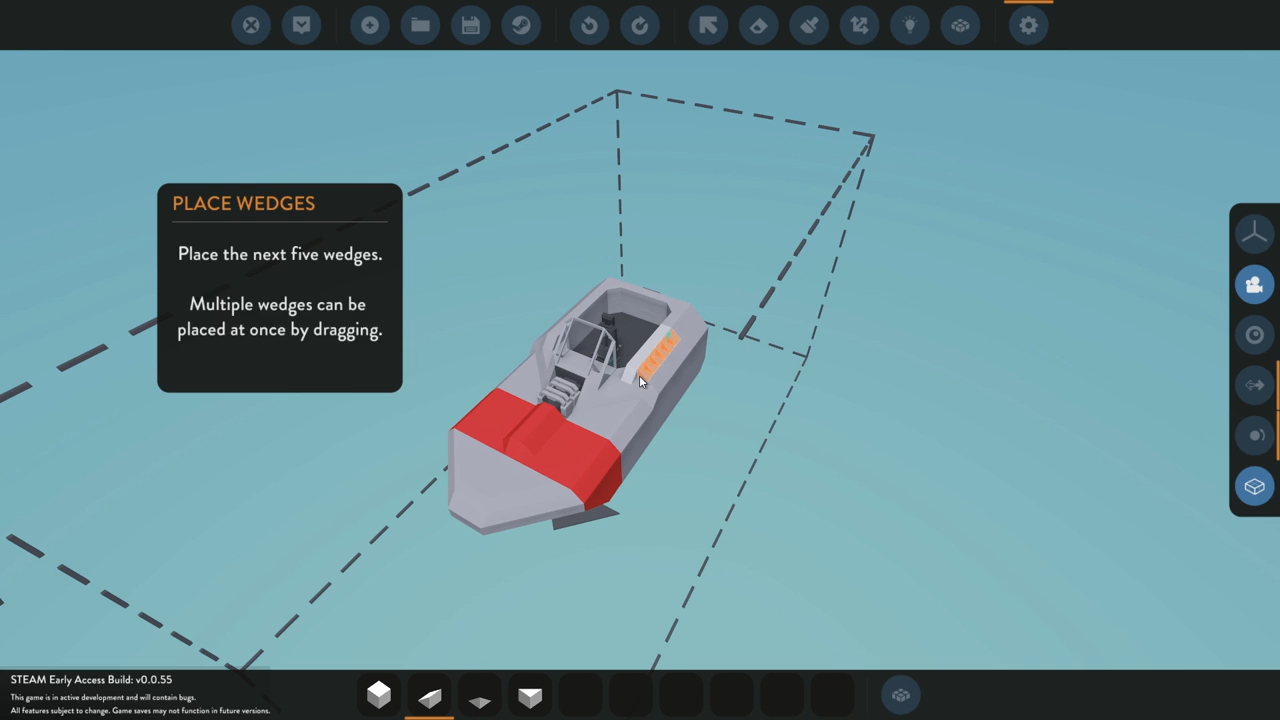 PLACE WEDGES
Place the next five wedges.
Multiple wedges can be
placed at once by dragging.
STEAM Early Access Build: v0.0.55
This game is in active development and will contain bugs.
All features subject to change. Game saves may not function in future versions.